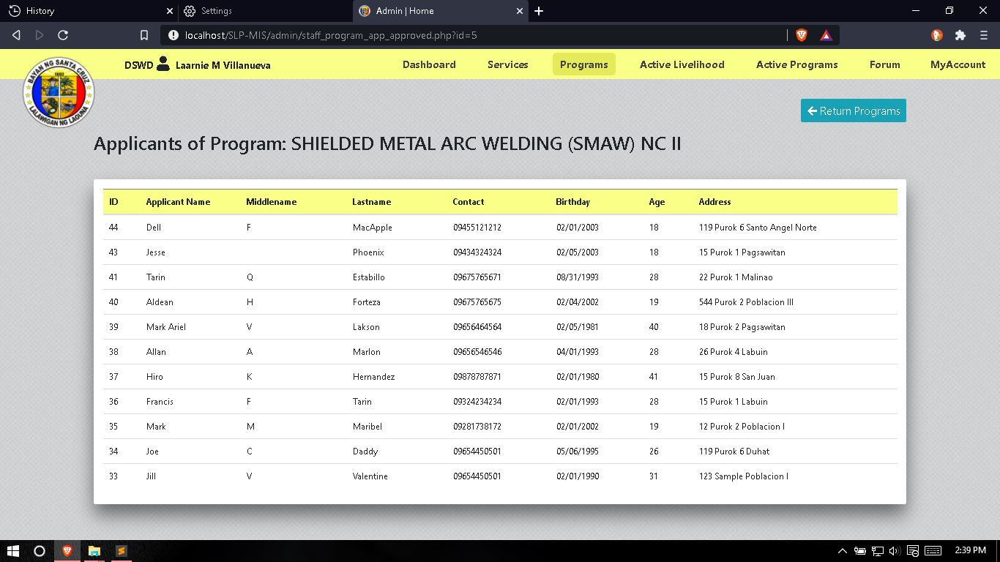 History
Settings
Admin | Home
localhost/SLP-MIS/admin/staff_program_app_approved.php?id=5
BAYAN NG SANTA CRUZ
1602
LALAWIGAN NG LAGUNA
DSWD Laarnie M Villanueva
Dashboard Services Programs Active Livelihood Active Programs Forum MyAccount
Return Programs
Applicants of Program: SHIELDED METAL ARC WELDING (SMAW) NC II
ID Applicant Name Middlename Lastname Contact Birthday Age Address
44 Dell F MacApple 09455121212 02/01/2003 18 119 Purok 6 Santo Angel Norte
43 Jesse Phoenix 09434324324 02/05/2003 18 15 Purok 1 Pagsawitan
41 Tarin Q Estabillo 09675765671 08/31/1993 28 22 Purok 1 Malinao
40 Aldean H Forteza 09675765675 02/04/2002 19 544 Purok 2 Poblacion III
39 Mark Ariel V Lakson 09656464564 02/05/1981 40 18 Purok 2 Pagsawitan
38 Allan A Marlon 09656546546 04/01/1993 28 26 Purok 4 Labuin
37 Hiro K Hernandez 09878787871 02/01/1980 41 15 Purok 8 San Juan
36 Francis F Tarin 09324234234 02/01/1993 28 15 Purok 1 Labuin
35 Mark M Maribel 09281738172 02/01/2002 19 12 Purok 2 Poblacion I
34 Joe C Daddy 09654450501 05/06/1995 26 119 Purok 6 Duhat
33 Jill V Valentine 09654450501 02/01/1990 31 123 Sample Poblacion I
2:39 PM